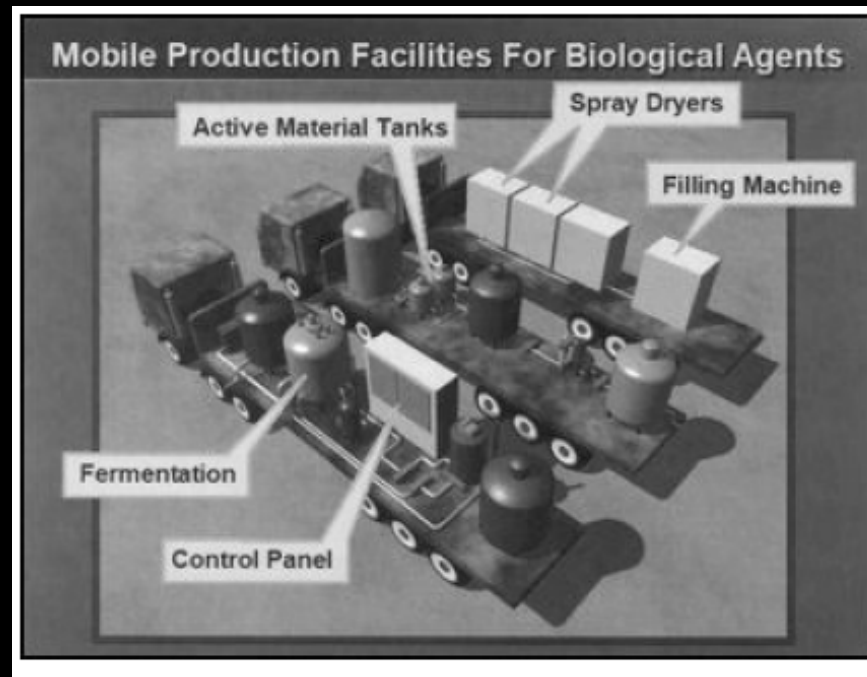 Mobile Production Facilities For Biological Agents
Spray Dryers
Active Material Tanks
Filling Machine
Fermentation
Control Panel